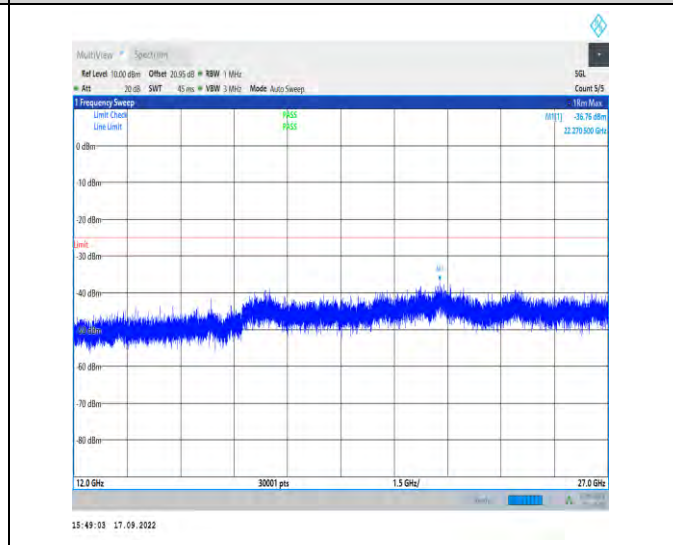 MultiView Spectrum
Ref Level 10.00 dBm Offset 20.95 dB RBW 1 MHz SGL
Att 20 dB SWT 45 ms VBW 3 MHz Mode Auto Sweep Count 5/5
1 Frequency Sweep 1Rm Max
Limit Check PASS M1[1] -36.76 dBm
Line Limit PASS 22.270 500 GHz
0 dBm
-10 dBm
-20 dBm
Limit
-30 dBm
M1
-40 dBm
-50 dBm
-60 dBm
-70 dBm
-80 dBm
12.0 GHz 30001 pts 1.5 GHz/ 27.0 GHz
15:49:03 17.09.2022